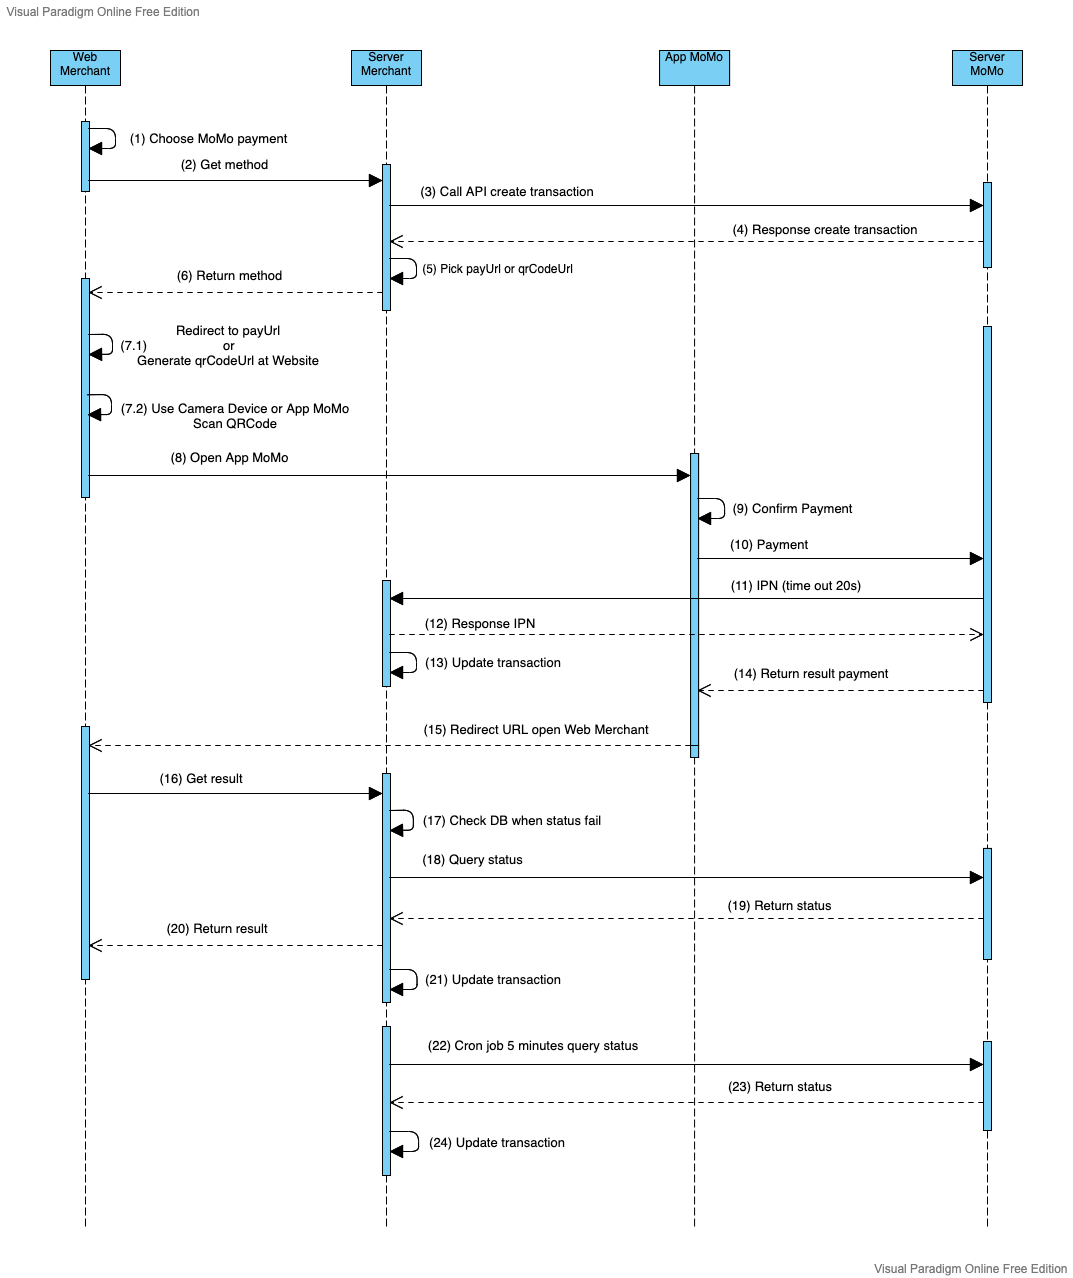 Visual Paradigm Online Free Edition
Web
Merchant
Server
Merchant
App MoMo
Server
MoMo
(1) Choose MoMo payment
(2) Get method
(3) Call API create transaction
(4) Response create transaction
(5) Pick payUrl or qrCodeUrl
(6) Return method
Redirect to payUrl
(7.1) or
Generate qrCodeUrl at Website
(7.2) Use Camera Device or App MoMo
Scan QRCode
(8) Open App MoMo
(9) Confirm Payment
(10) Payment
(11) IPN (time out 20s)
(12) Response IPN
(13) Update transaction
(14) Return result payment
(15) Redirect URL open Web Merchant
(16) Get result
(17) Check DB when status fail
(18) Query status
(19) Return status
(20) Return result
(21) Update transaction
(22) Cron job 5 minutes query status
(23) Return status
(24) Update transaction
Visual Paradigm Online Free Edition